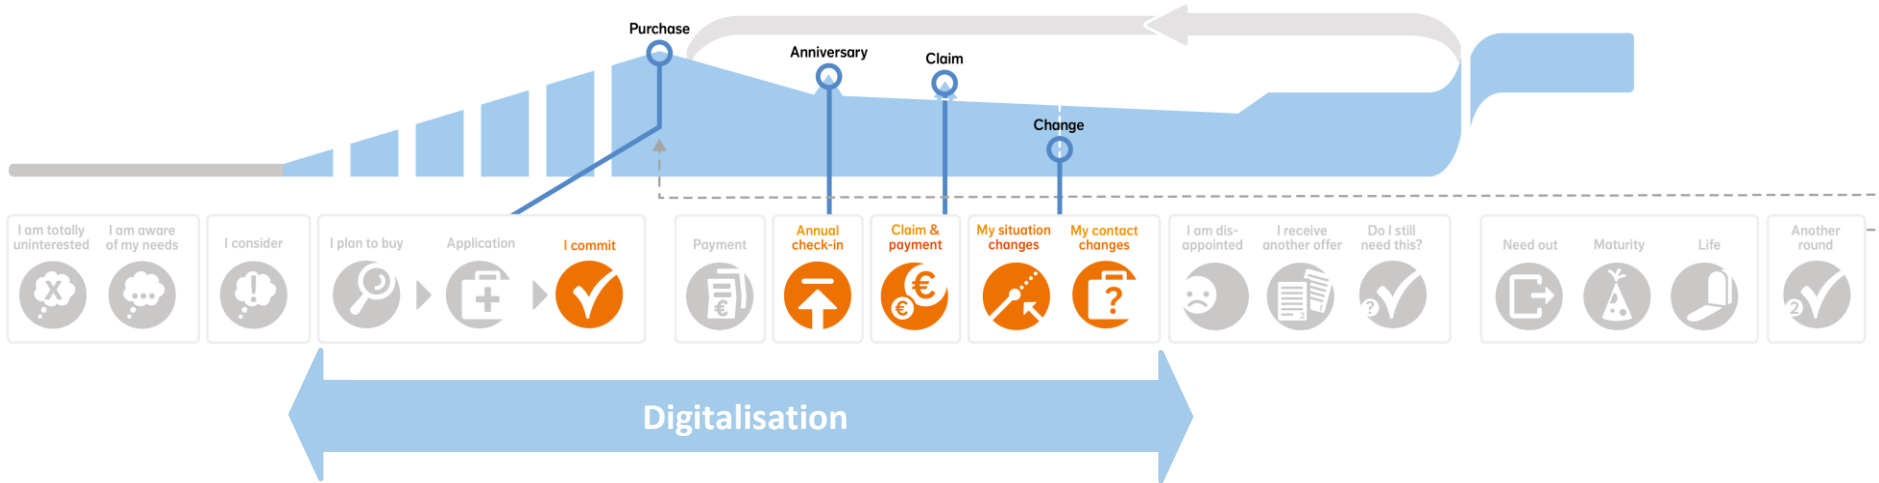 Purchase
Anniversary
Claim
Change
I am totally
uninterested
I am aware
of my needs
I consider
I plan to buy
Application
I commit
Payment
Annual
check-in
Claim &
payment
My situation
changes
My contact
changes
I am dis-
appointed
I receive
another offer
Do I still
need this?
Need out
Maturity
Life
Another
round
X
...
!
+
€
€
€
?
2
?
2
Digitalisation